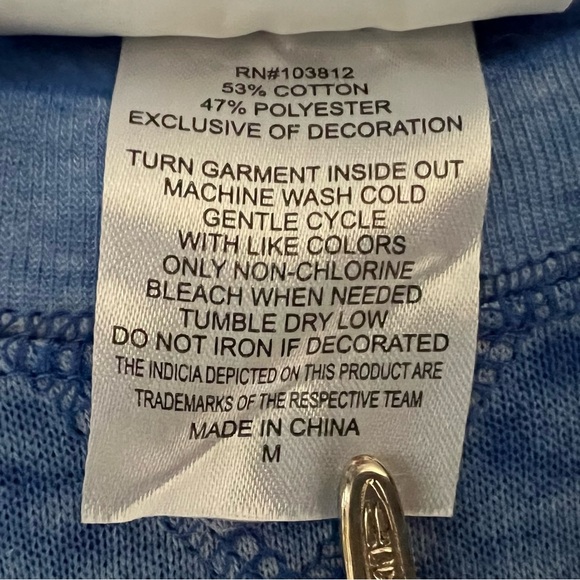 RN#103812
53% COTTON
47% POLYESTER
EXCLUSIVE OF DECORATION
TURN GARMENT INSIDE OUT
MACHINE WASH COLD
GENTLE CYCLE
WITH LIKE COLORS
ONLY NON-CHLORINE
BLEACH WHEN NEEDED
TUMBLE DRY LOW
DO NOT IRON IF DECORATED
THE INDICIA DEPICTED ON THIS PRODUCT ARE
TRADEMARKS OF THE RESPECTIVE TEAM
MADE IN CHINA
M